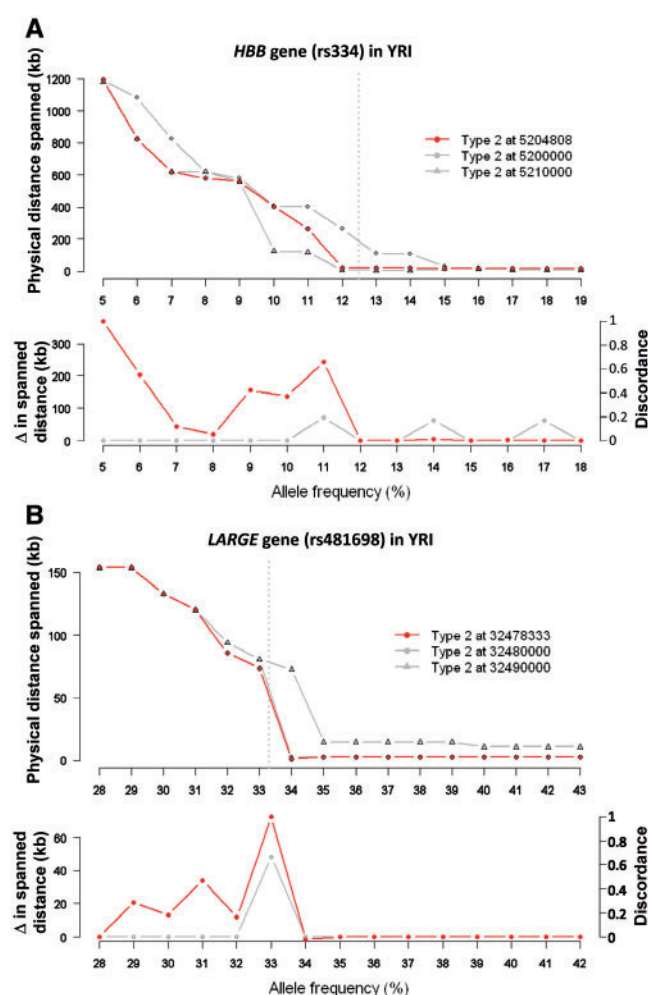 A
HBB gene (rs334) in YRI
Physical distance spanned (kb)
1200
1000
800
600
400
200
0
Type 2 at 5204808
Type 2 at 5200000
Type 2 at 5210000
5 6 7 8 9 10 11 12 13 14 15 16 17 18 19
Δ in spanned
distance (kb)
300
200
100
0
1
0.8
0.6
0.4
0.2
0
Discordance
5 6 7 8 9 10 11 12 13 14 15 16 17 18
Allele frequency (%)
B
LARGE gene (rs481698) in YRI
Physical distance spanned (kb)
150
100
50
0
Type 2 at 32478333
Type 2 at 32480000
Type 2 at 32490000
28 29 30 31 32 33 34 35 36 37 38 39 40 41 42 43
Δ in spanned
distance (kb)
60
40
20
0
1
0.8
0.6
0.4
0.2
0
Discordance
28 29 30 31 32 33 34 35 36 37 38 39 40 41 42
Allele frequency (%)